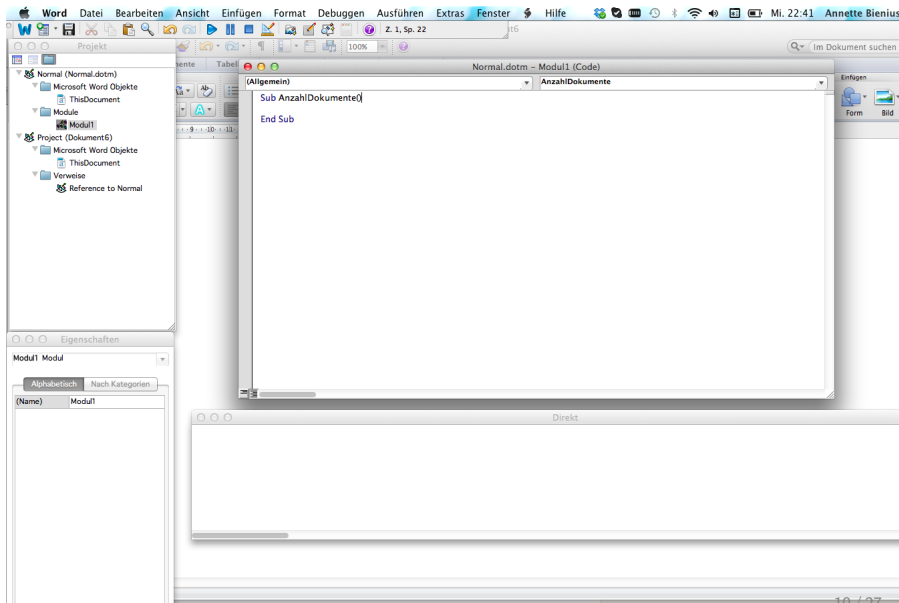 Word Datei Bearbeiten Ansicht Einfügen Format Debuggen Ausführen Extras Fenster Hilfe Mi. 22:41 Annette Bienius
Z. 1, Sp. 22
Projekt
100%
Im Dokument suchen
Normal.dotm – Modul1 (Code)
(Allgemein)
AnzahlDokumente
Einfügen
Form Bild
Sub AnzahlDokumente()
End Sub
Normal (Normal.dotm)
Microsoft Word Objekte
ThisDocument
Module
Modul1
Project (Dokument6)
Microsoft Word Objekte
ThisDocument
Verweise
Reference to Normal
Eigenschaften
Modul1 Modul
Alphabetisch Nach Kategorien
(Name) Modul1
Direkt